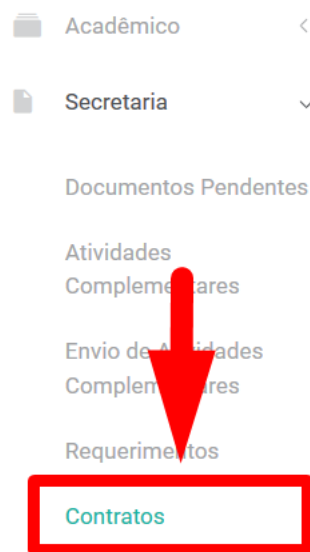 Acadêmico
Secretaria
Documentos Pendentes
Atividades
Complementares
Envio de Atividades
Complementares
Requerimentos
Contratos